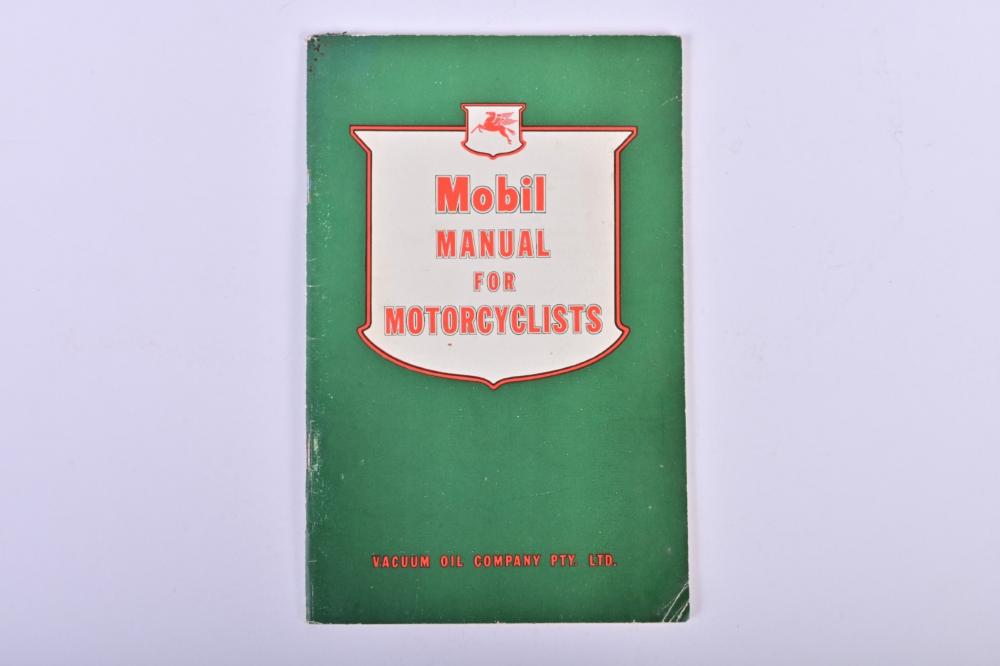 Mobil
MANUAL
FOR
MOTORCYCLISTS
VACUUM OIL COMPANY PTY. LTD.